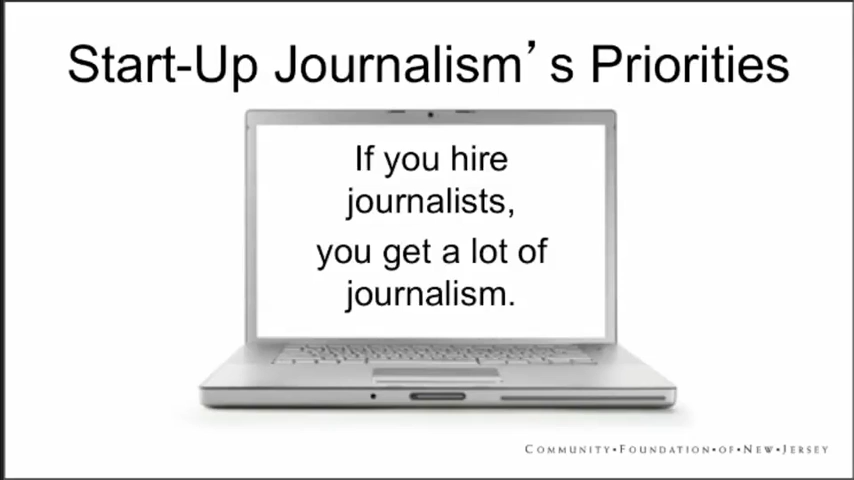 Start-Up Journalism’s Priorities
If you hire
journalists,
you get a lot of
journalism.
COMMUNITY•FOUNDATION•OF•NEW•JERSEY